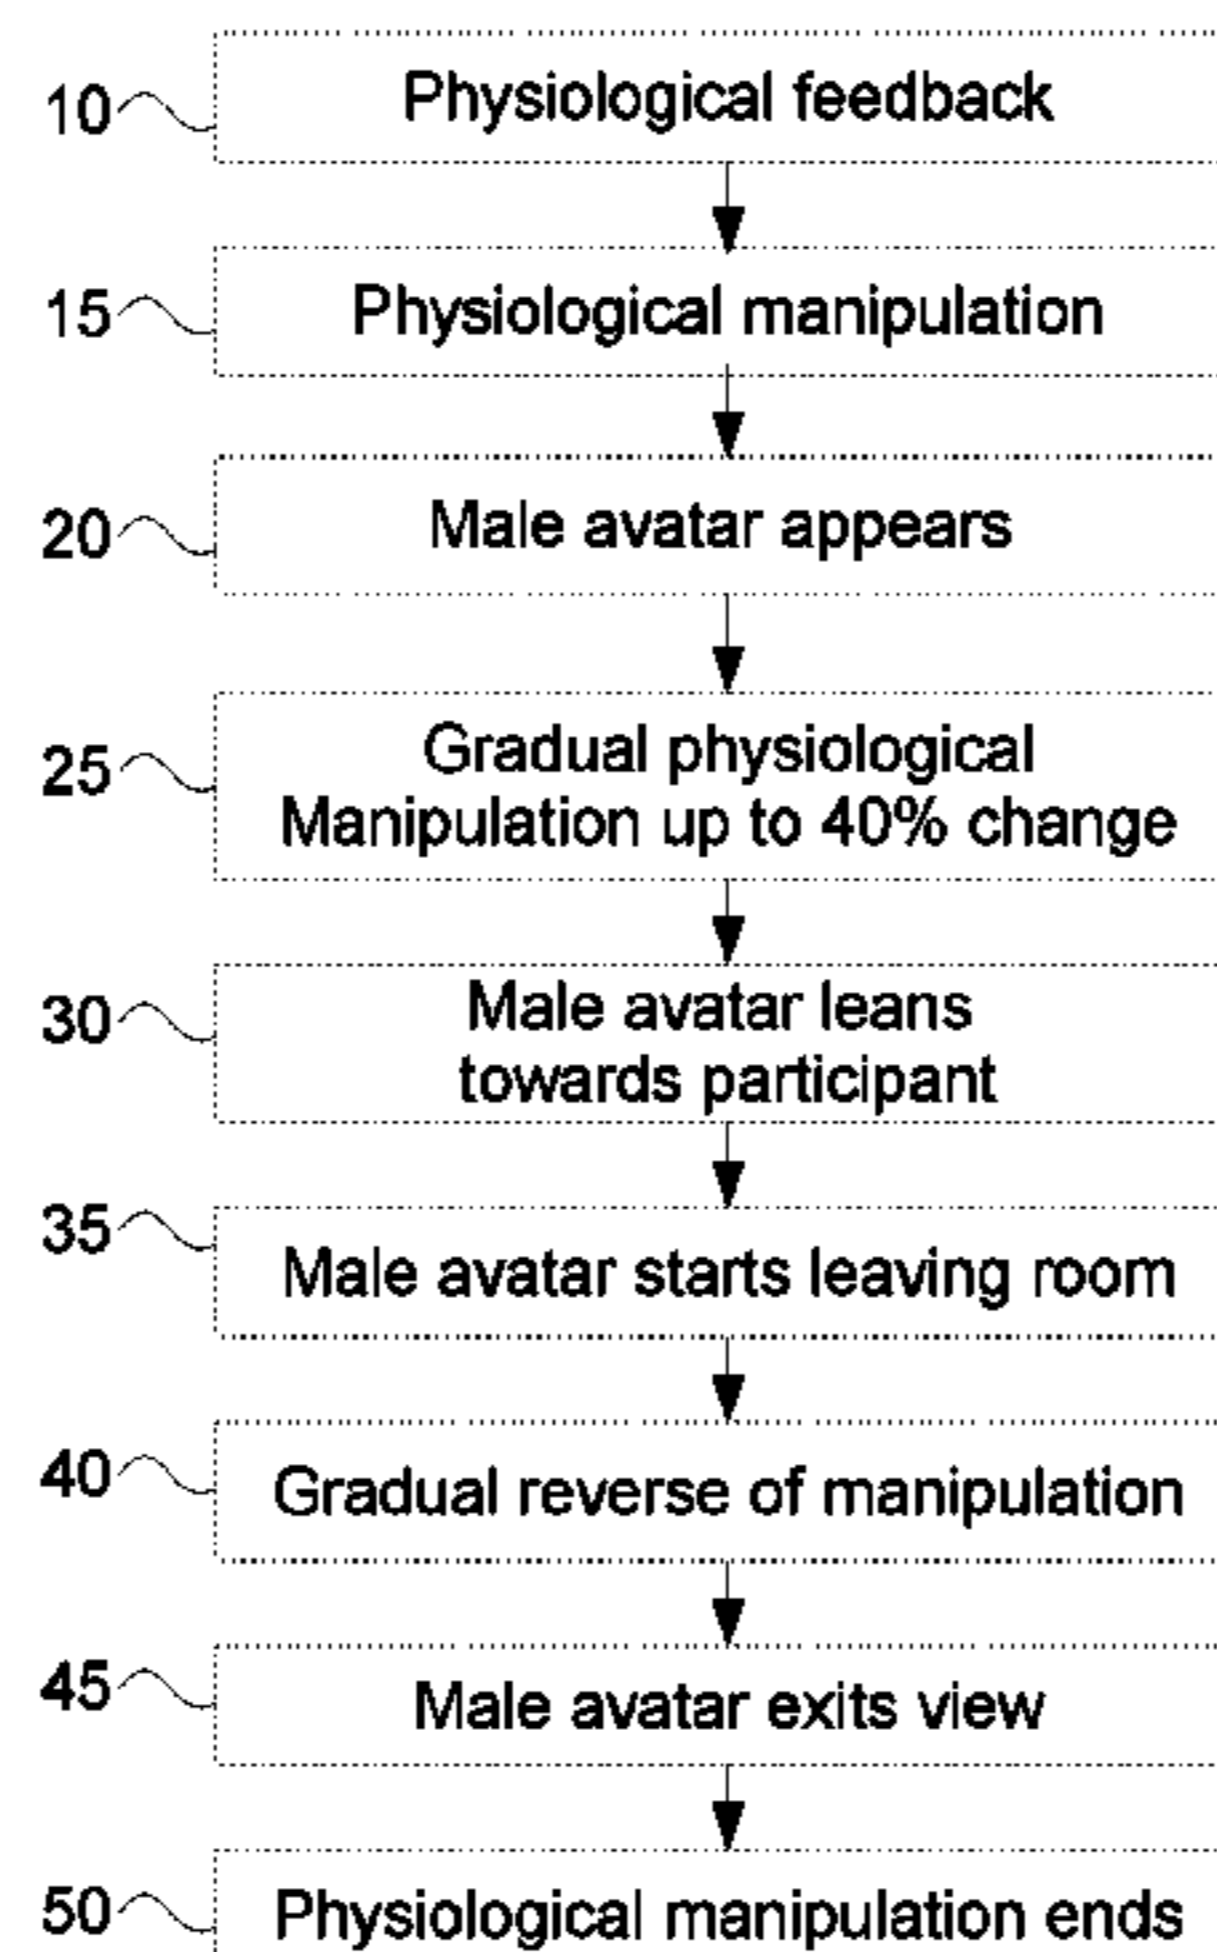 10 Physiological feedback
15 Physiological manipulation
20 Male avatar appears
25 Gradual physiological
Manipulation up to 40% change
30 Male avatar leans
towards participant
35 Male avatar starts leaving room
40 Gradual reverse of manipulation
45 Male avatar exits view
50 Physiological manipulation ends